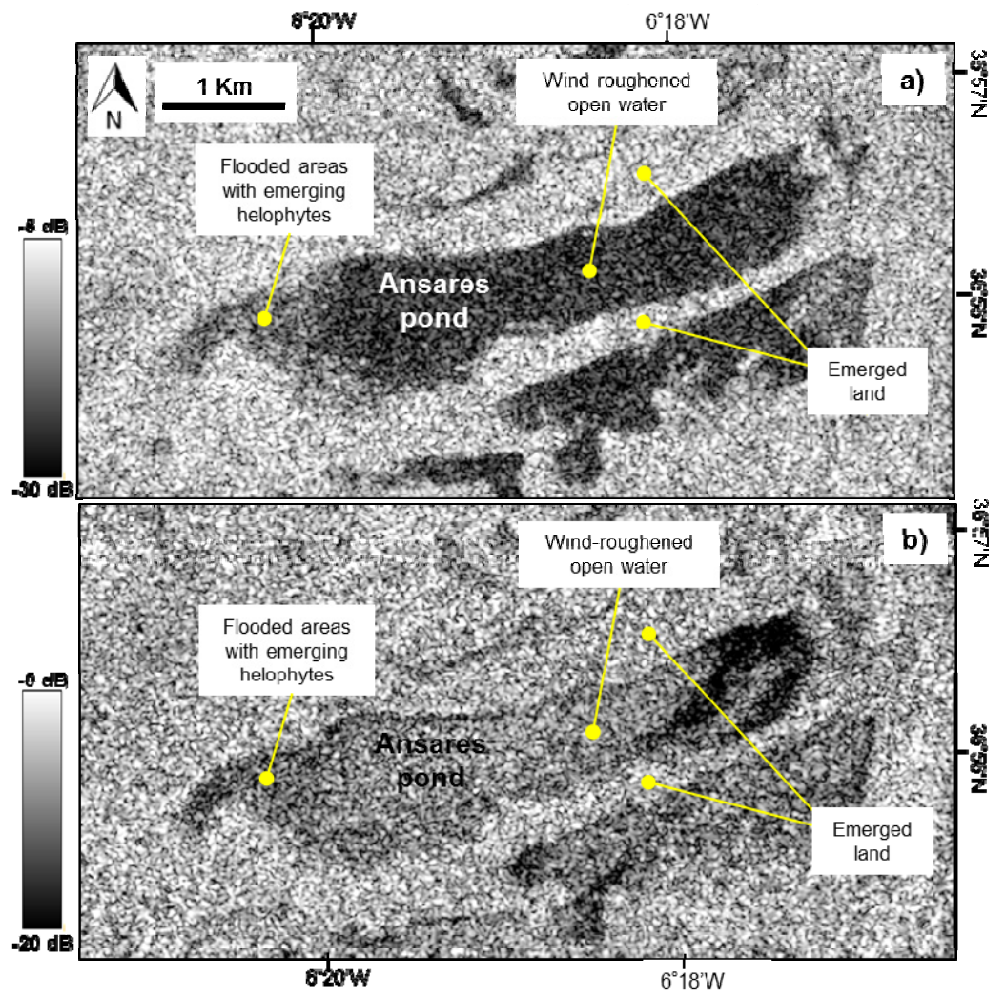 6°20'W 6°18'W
N
1 Km
Wind roughened
open water
a)
Flooded areas
with emerging
helophytes
-30 dB
Ansares
pond
Emerged
land
Wind-roughened
open water
b)
Flooded areas
with emerging
helophytes
-20 dB
Ansares
pond
Emerged
land
6°20'W 6°18'W